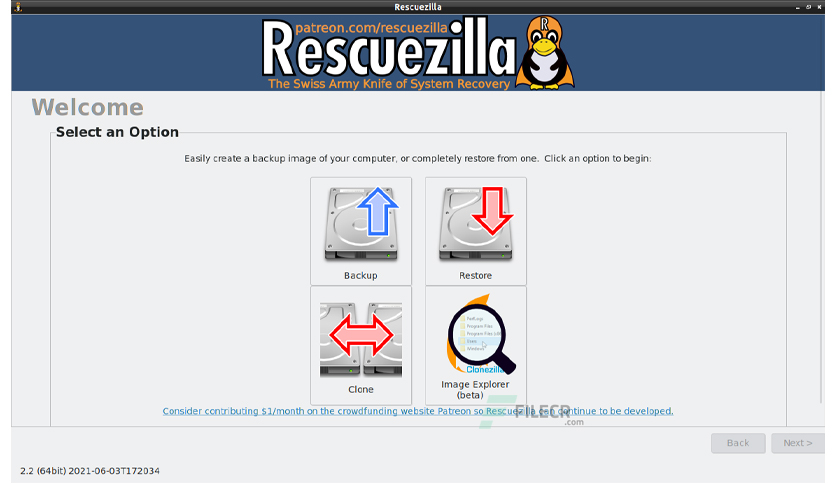 Rescuezilla
patreon.com/rescuezilla
R
Rescuezilla
The Swiss Army Knife of System Recovery
Welcome
Select an Option
Easily create a backup image of your computer, or completely restore from one. Click an option to begin:
Backup
Restore
PerfLogs
Program Files
Program Files (x86)
Users
Windows
Clonezilla
Clone
Image Explorer
(beta)
Consider contributing $1/month on the crowdfunding website Patreon so Rescuezilla can continue to be developed.
FILECR
.com
Back
Next >
2.2 (64bit) 2021-06-03T172034